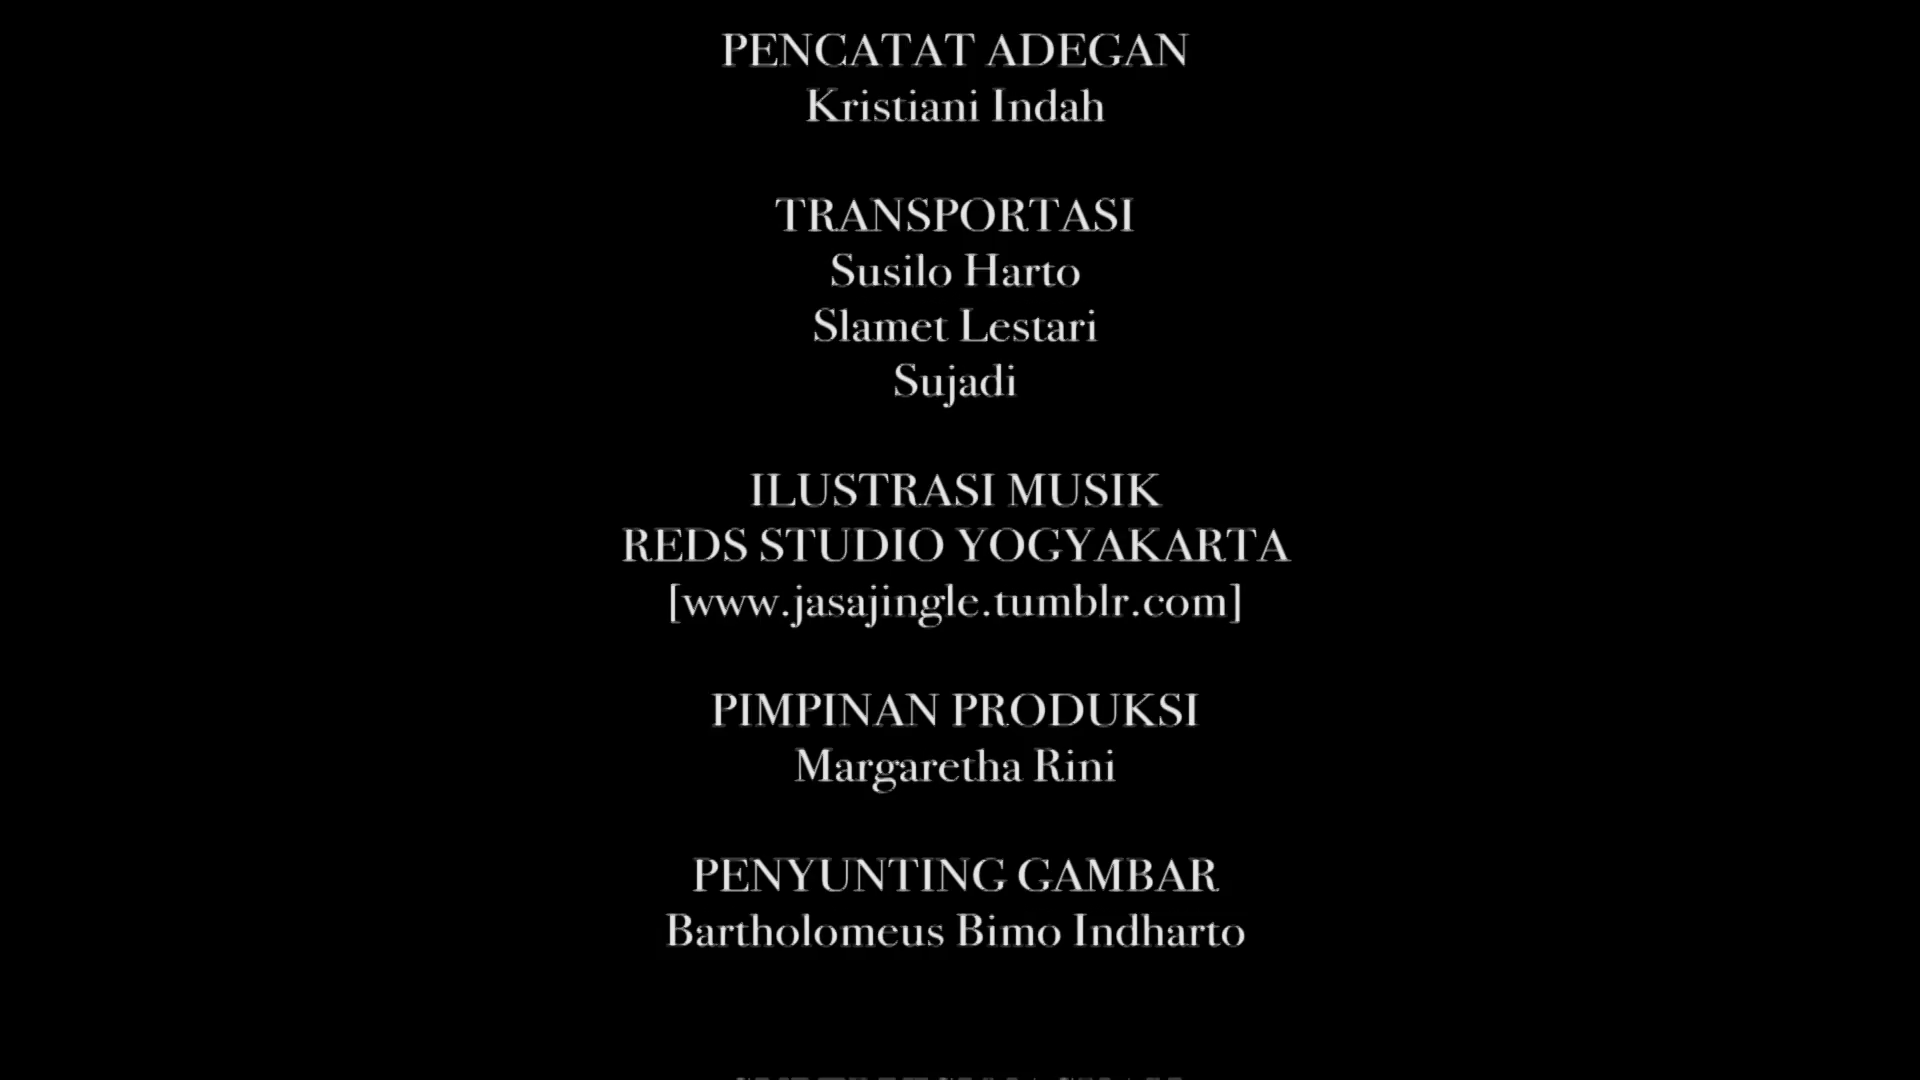 PENCATAT ADEGAN
Kristiani Indah
TRANSPORTASI
Susilo Harto
Slamet Lestari
Sujadi
ILUSTRASI MUSIK
REDS STUDIO YOGYAKARTA
[www.jasajingle.tumblr.com]
PIMPINAN PRODUKSI
Margaretha Rini
PENYUNTING GAMBAR
Bartholomeus Bimo Indharto